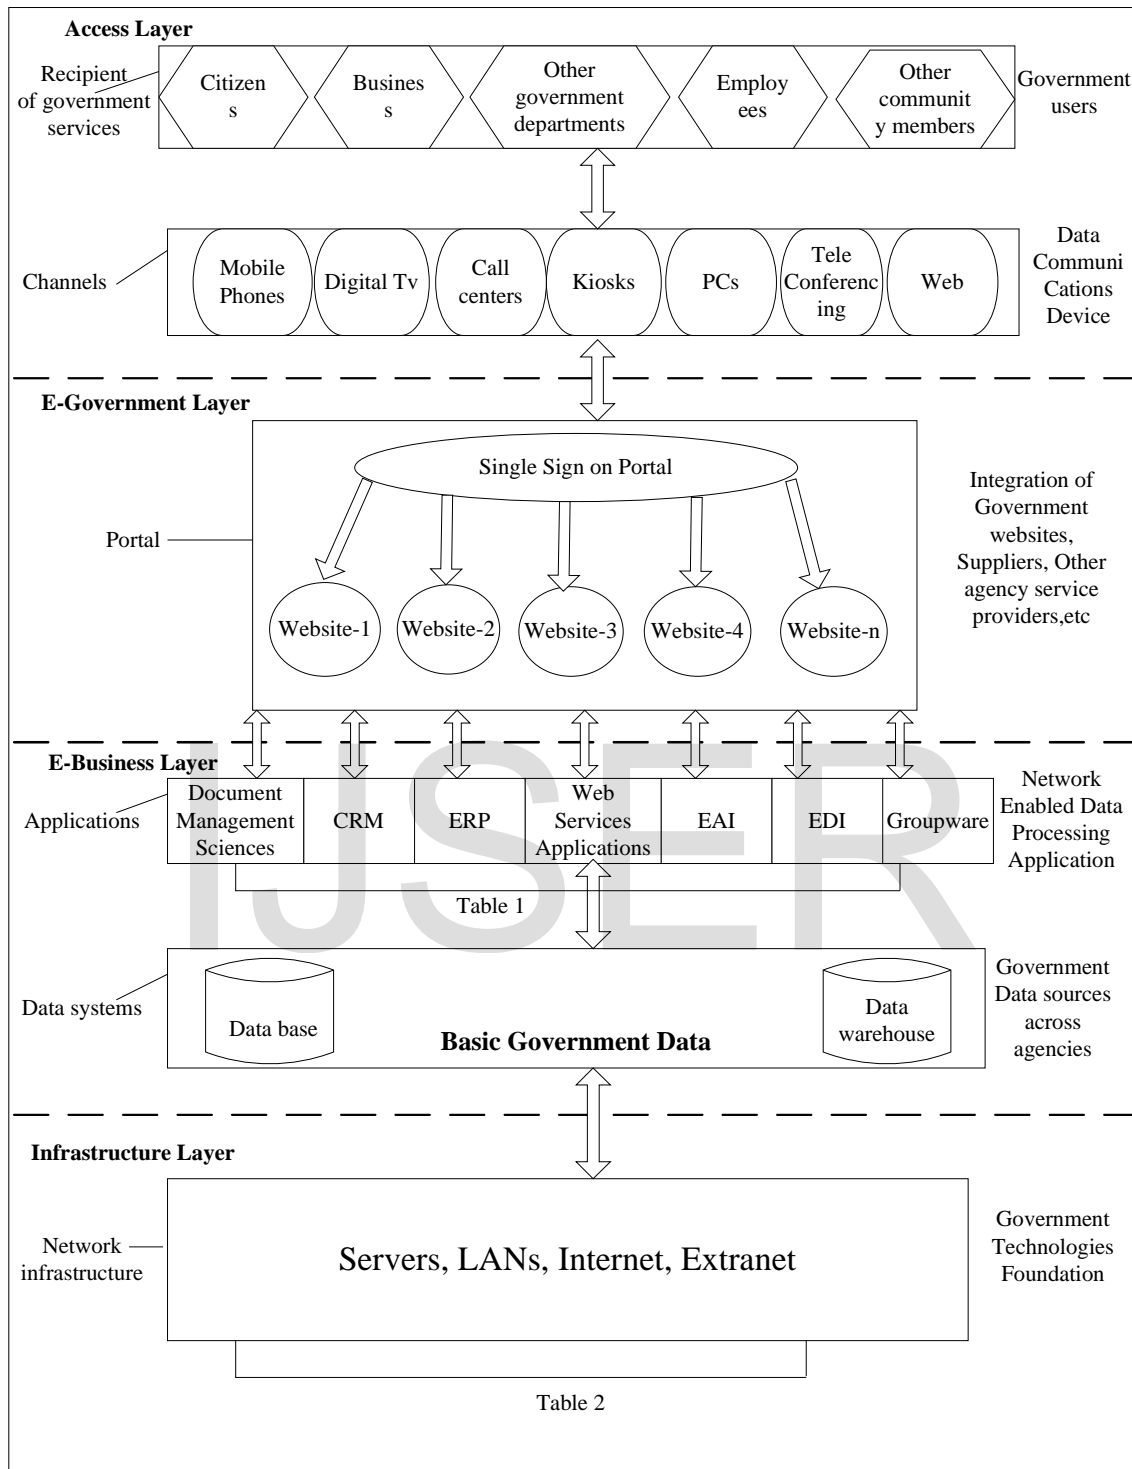 Access Layer
Recipient
of government
services
Citizen
s
Busines
s
Other
government
departments
Employ
ees
Other
communit
y members
Government
users
Channels
Mobile
Phones
Digital Tv
Call
centers
Kiosks
PCs
Tele
Conferenc
ing
Web
Data
Communi
Cations
Device
E-Government Layer
Portal
Single Sign on Portal
Website-1
Website-2
Website-3
Website-4
Website-n
Integration of
Government
websites,
Suppliers, Other
agency service
providers,etc
E-Business Layer
Applications
Document
Management
Sciences
CRM
ERP
Web
Services
Applications
EAI
EDI
Groupware
Network
Enabled Data
Processing
Application
Table 1
IJSER
Data systems
Data base
Basic Government Data
Data
warehouse
Government
Data sources
across
agencies
Infrastructure Layer
Network
infrastructure
Servers, LANs, Internet, Extranet
Government
Technologies
Foundation
Table 2